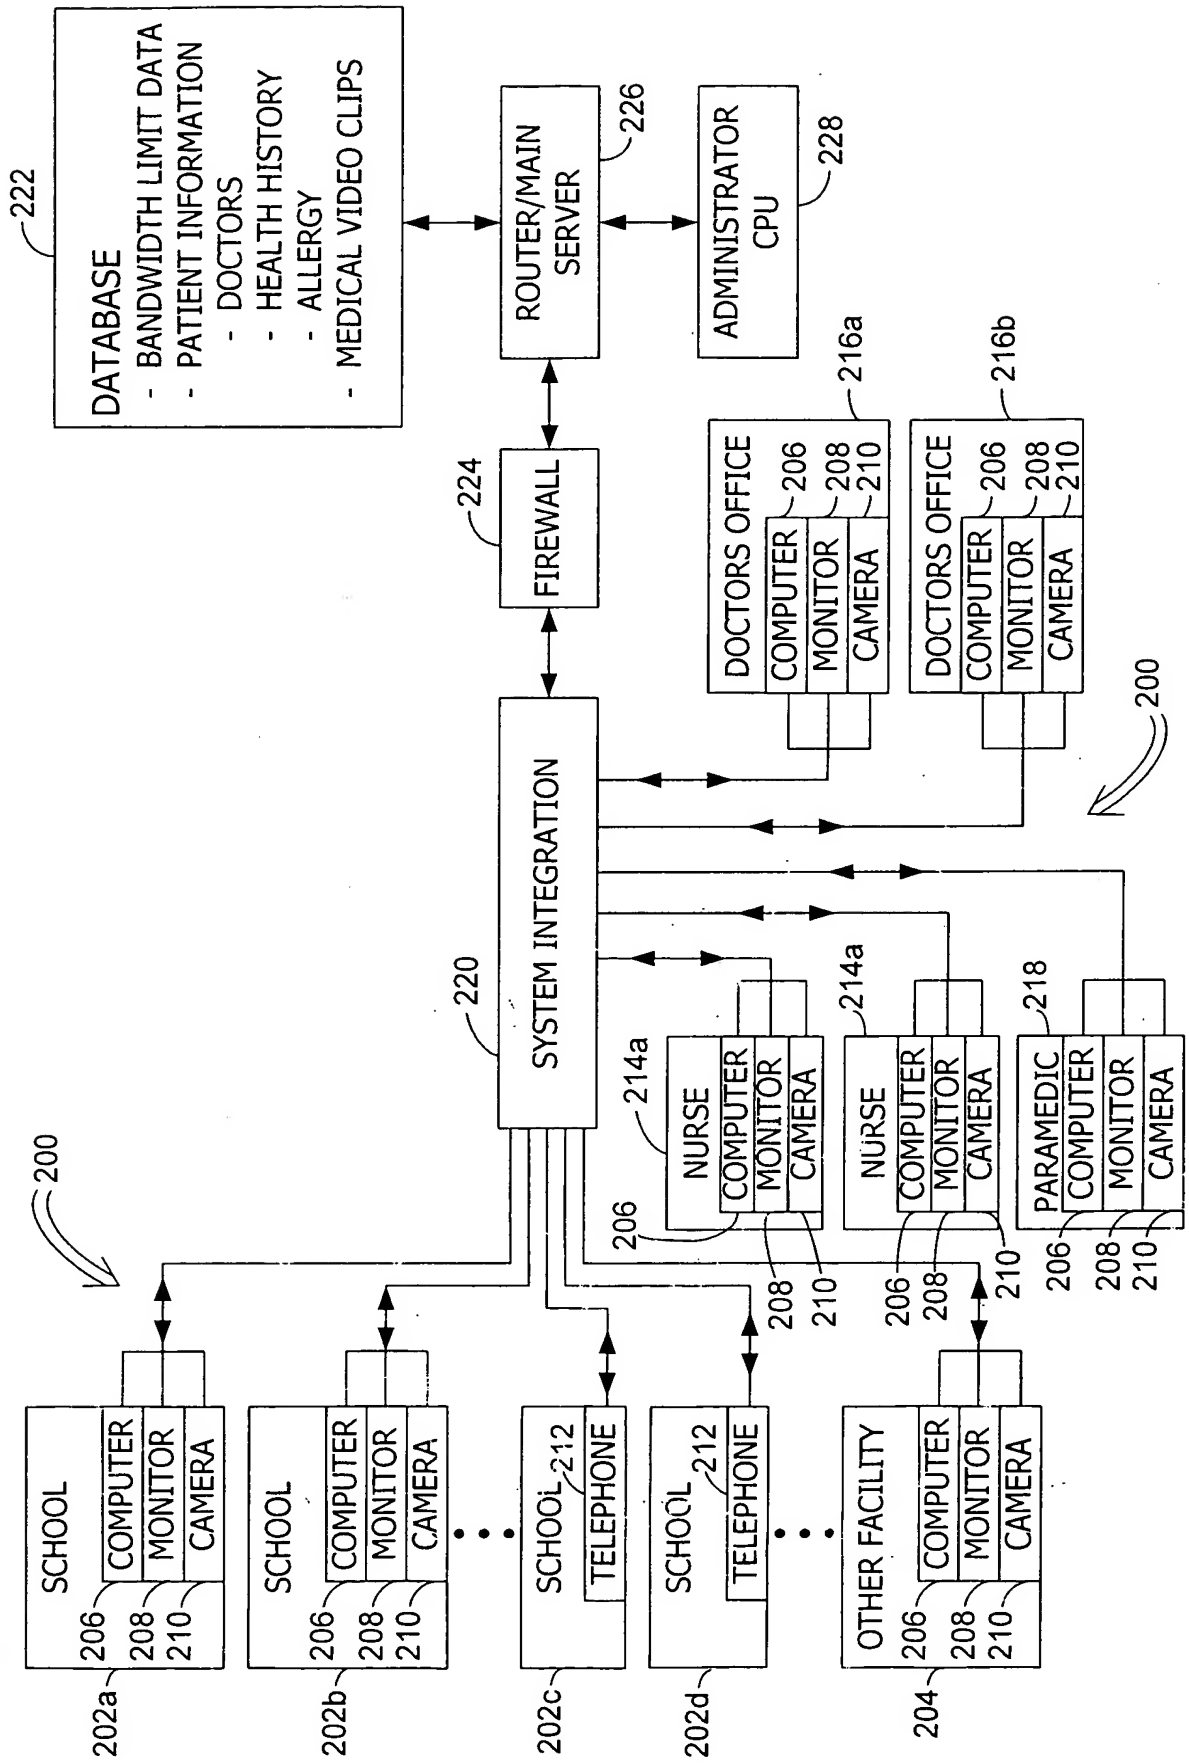 222
DATABASE
- BANDWIDTH LIMIT DATA
- PATIENT INFORMATION
- DOCTORS
- HEALTH HISTORY
- ALLERGY
- MEDICAL VIDEO CLIPS
ROUTER/MAIN
SERVER
226
ADMINISTRATOR
CPU
228
224
FIREWALL
220
SYSTEM INTEGRATION
200
202a
SCHOOL
206
COMPUTER
208
MONITOR
210
CAMERA
202b
SCHOOL
206
COMPUTER
208
MONITOR
210
CAMERA
202c
SCHOOL
212
TELEPHONE
202d
SCHOOL
212
TELEPHONE
204
OTHER FACILITY
206
COMPUTER
208
MONITOR
210
CAMERA
214a
NURSE
206
COMPUTER
208
MONITOR
210
CAMERA
214a
NURSE
206
COMPUTER
208
MONITOR
210
CAMERA
218
PARAMEDIC
206
COMPUTER
208
MONITOR
210
CAMERA
216a
DOCTORS OFFICE
COMPUTER
206
MONITOR
208
CAMERA
210
216b
DOCTORS OFFICE
COMPUTER
206
MONITOR
208
CAMERA
210
200